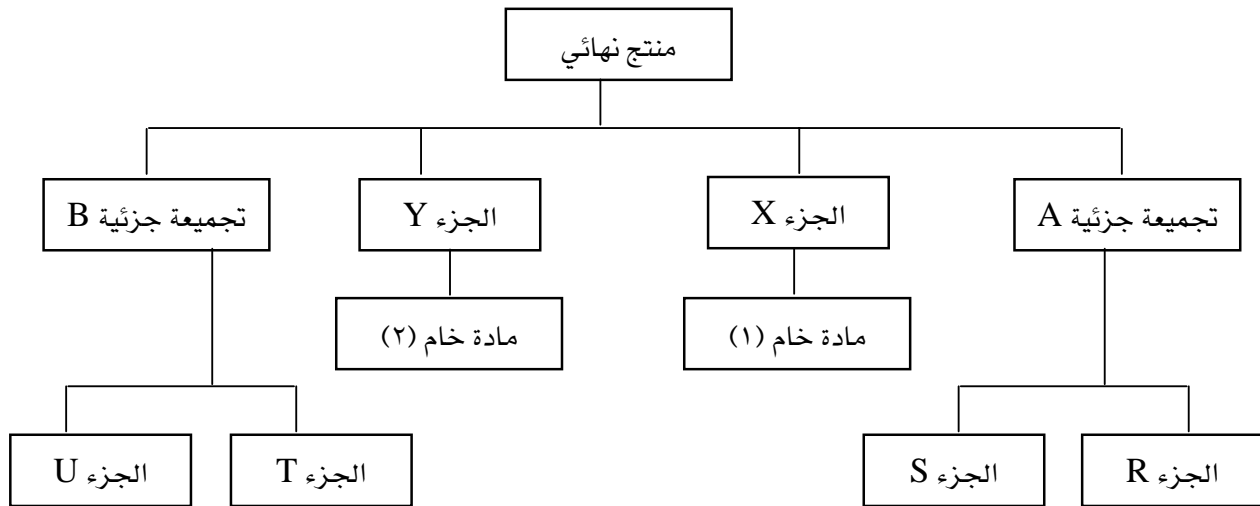 منتج نهائي
تجميعة جزئية A
الجزء X
الجزء Y
تجميعة جزئية B
مادة خام (١)
مادة خام (٢)
الجزء R
الجزء S
الجزء T
الجزء U